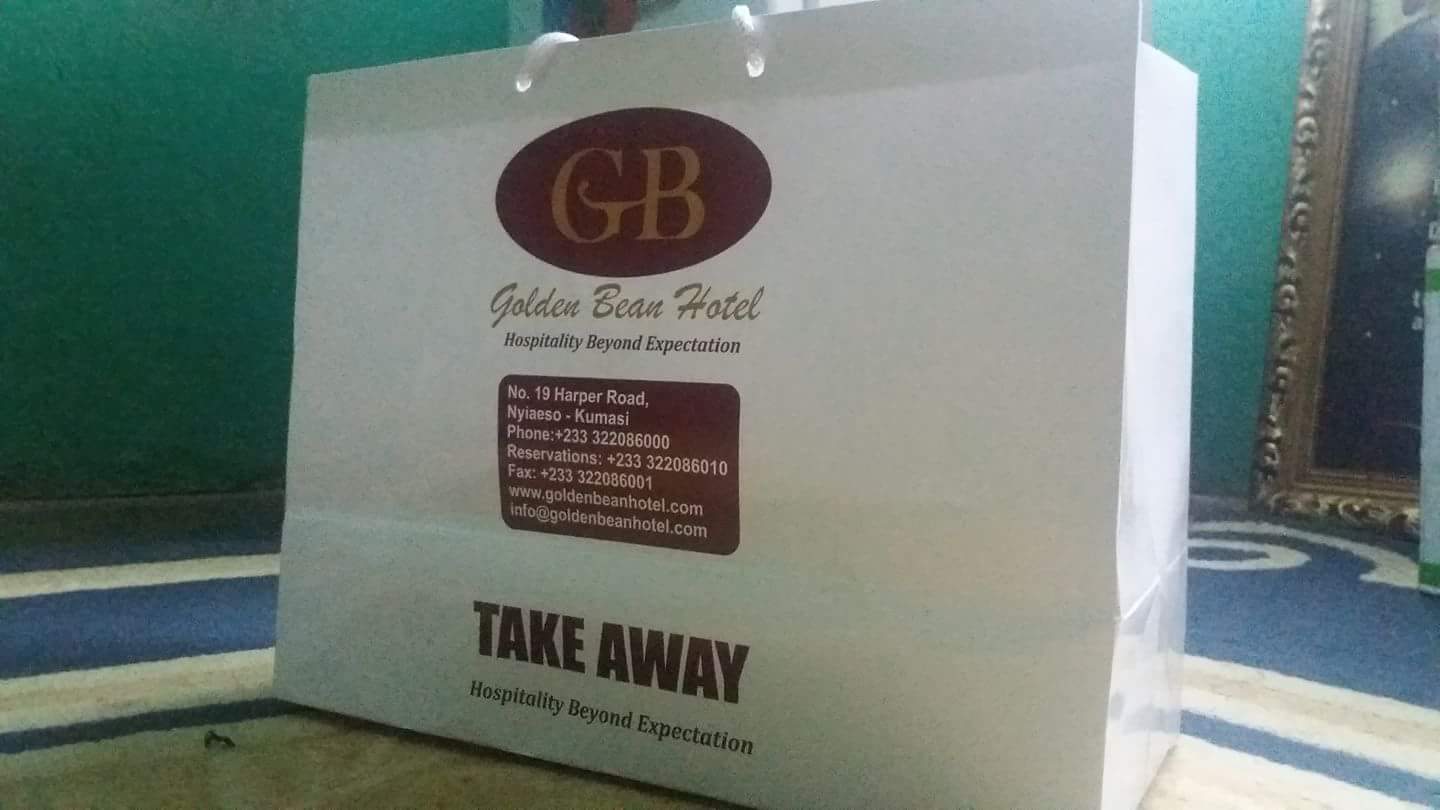 GB
Golden Bean Hotel
Hospitality Beyond Expectation
No. 19 Harper Road,
Nyiaeso - Kumasi
Phone:+233 322086000
Reservations: +233 322086010
Fax: +233 322086001
www.goldenbeanhotel.com
info@goldenbeanhotel.com
TAKE AWAY
Hospitality Beyond Expectation